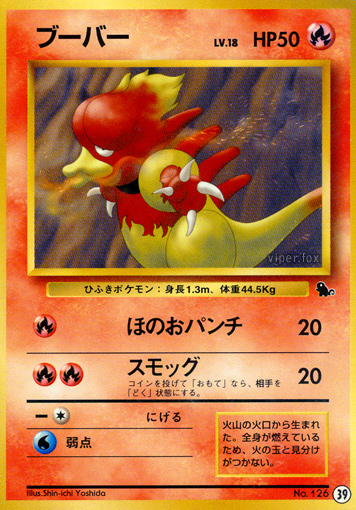 ブーバー LV.18 HP50
viper.fox
ひふきポケモン：身長1.3m、体重44.5Kg
ほのおパンチ 20
スモッグ 20
コインを投げて「おもて」なら、相手を
「どく」状態にする。
にげる
弱点
火山の火口から生まれ
た。全身が燃えている
ため、火の玉と見分け
がつかない。
Illus.Shin-ichi Yoshida No.126 39